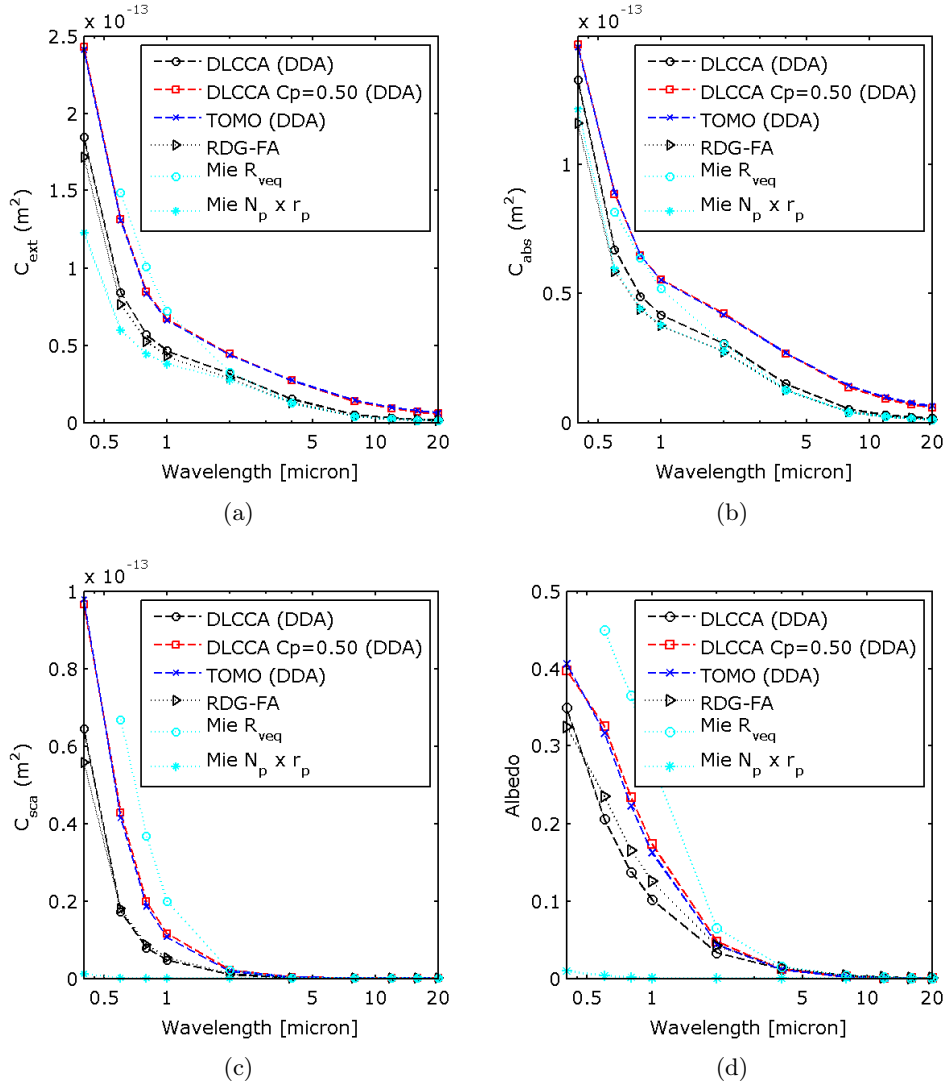 x 10⁻¹³
2.5
2
1.5
1
0.5
0
C_ext (m²)
0.5 1 5 10 20
Wavelength [micron]
DLCCA (DDA)
DLCCA Cp=0.50 (DDA)
TOMO (DDA)
RDG-FA
Mie R_veq
Mie N_p x r_p
(a)
x 10⁻¹³
1
0.5
0
C_abs (m²)
0.5 1 5 10 20
Wavelength [micron]
DLCCA (DDA)
DLCCA Cp=0.50 (DDA)
TOMO (DDA)
RDG-FA
Mie R_veq
Mie N_p x r_p
(b)
x 10⁻¹³
1
0.8
0.6
0.4
0.2
0
C_sca (m²)
0.5 1 5 10 20
Wavelength [micron]
DLCCA (DDA)
DLCCA Cp=0.50 (DDA)
TOMO (DDA)
RDG-FA
Mie R_veq
Mie N_p x r_p
(c)
0.5
0.4
0.3
0.2
0.1
0
Albedo
0.5 1 5 10 20
Wavelength [micron]
DLCCA (DDA)
DLCCA Cp=0.50 (DDA)
TOMO (DDA)
RDG-FA
Mie R_veq
Mie N_p x r_p
(d)